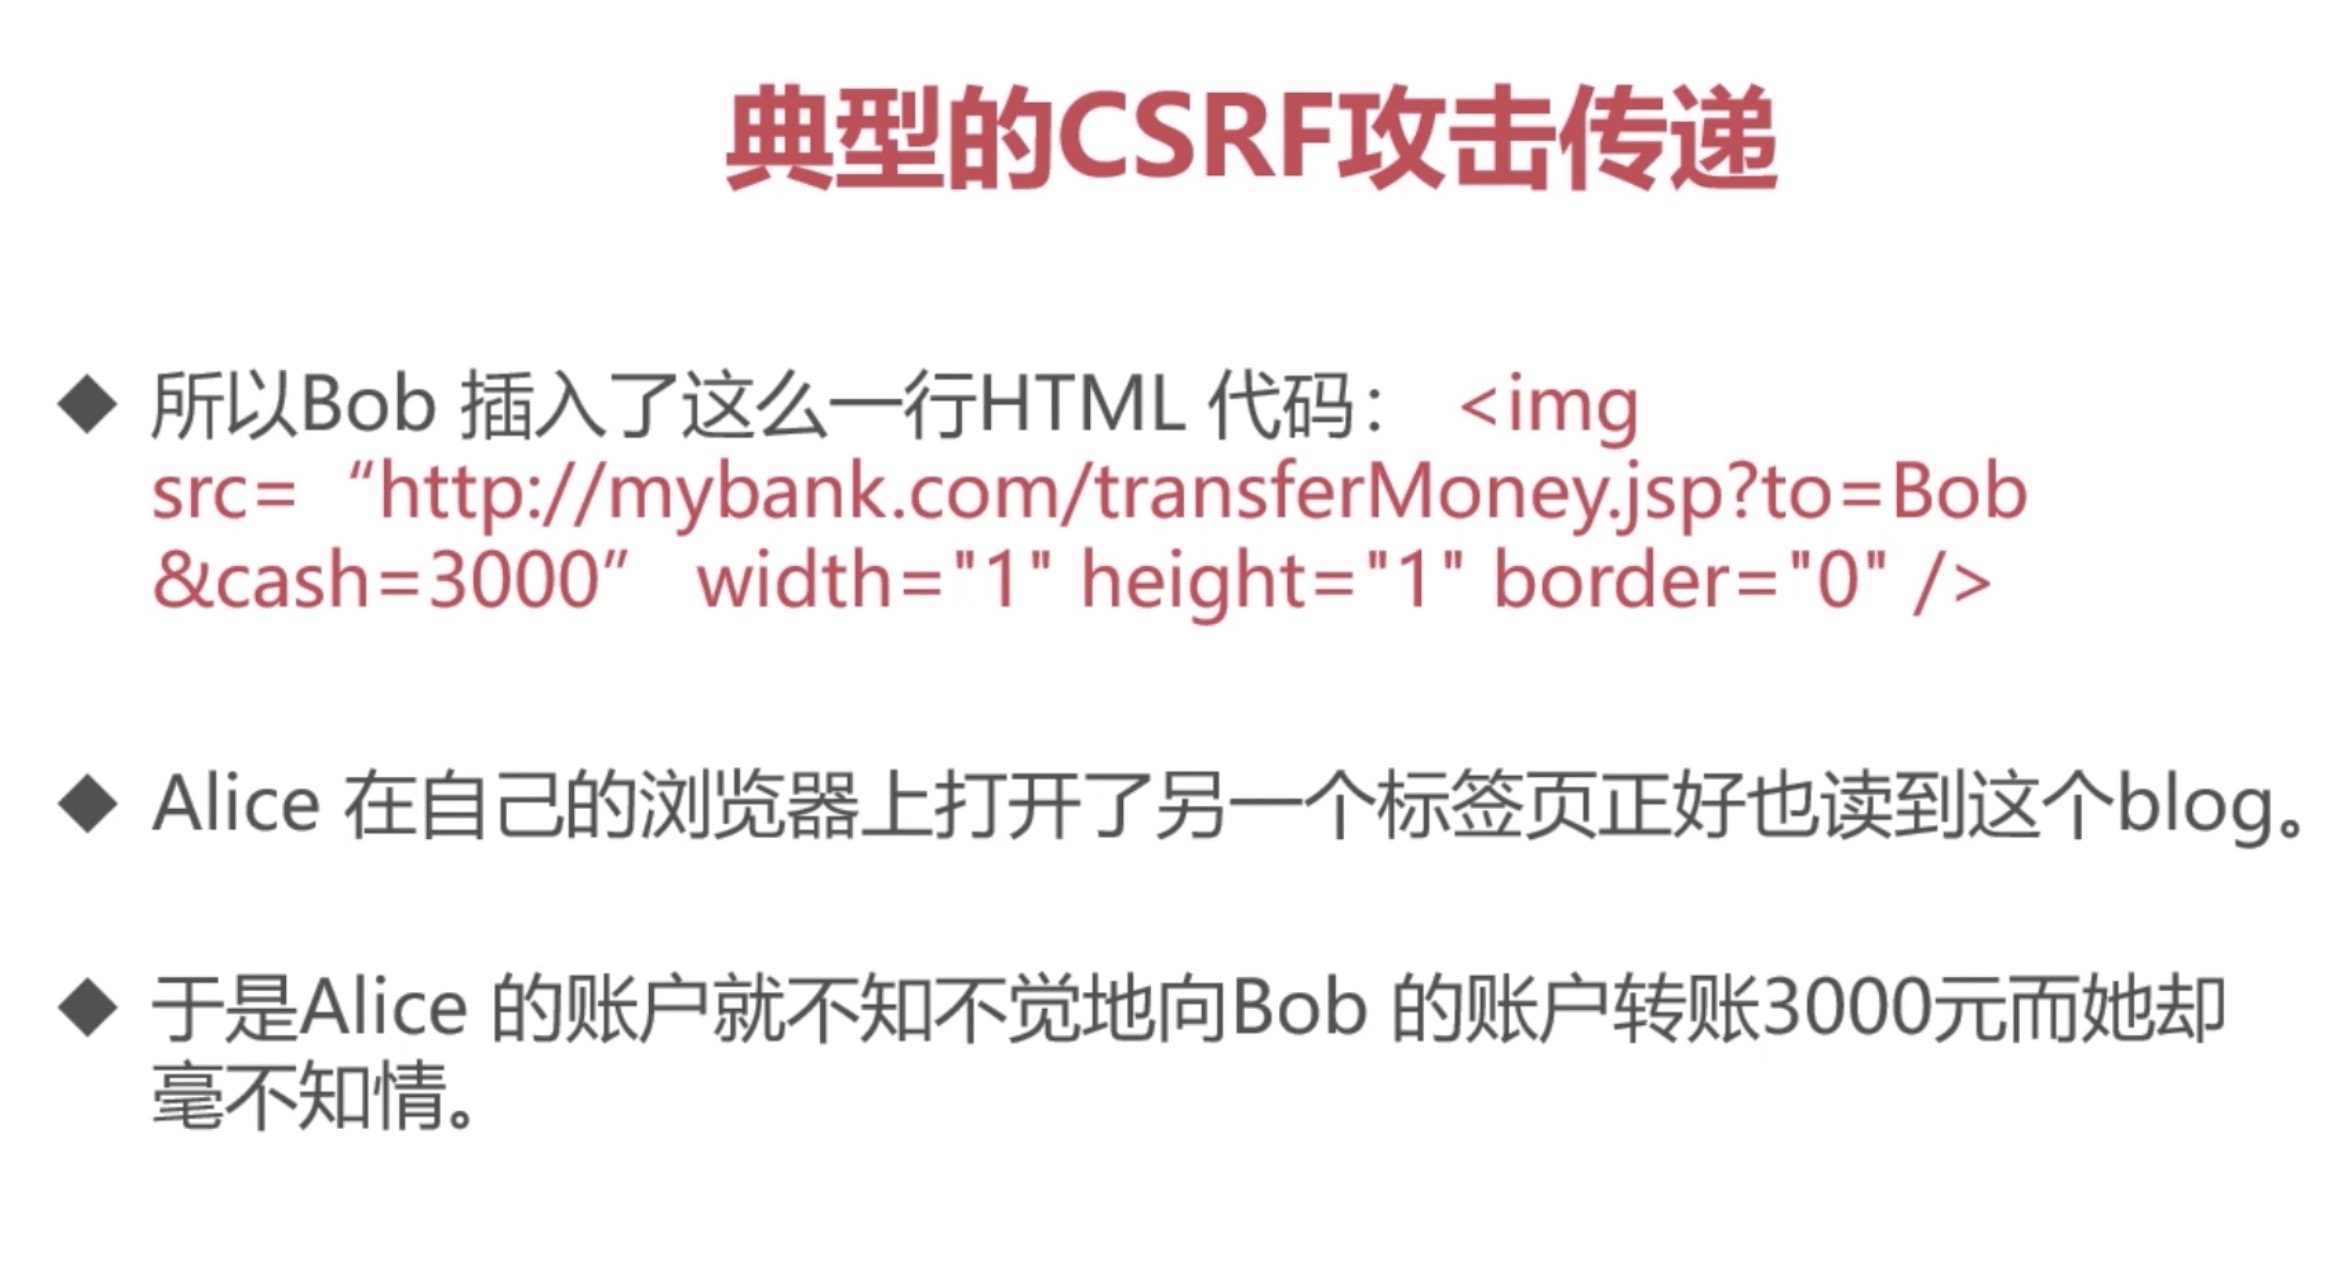 典型的CSRF攻击传递
◆ 所以Bob 插入了这么一行HTML 代码： <img
src= “http://mybank.com/transferMoney.jsp?to=Bob
&cash=3000” width="1" height="1" border="0" />
◆ Alice 在自己的浏览器上打开了另一个标签页正好也读到这个blog。
◆ 于是Alice 的账户就不知不觉地向Bob 的账户转账3000元而她却
毫不知情。